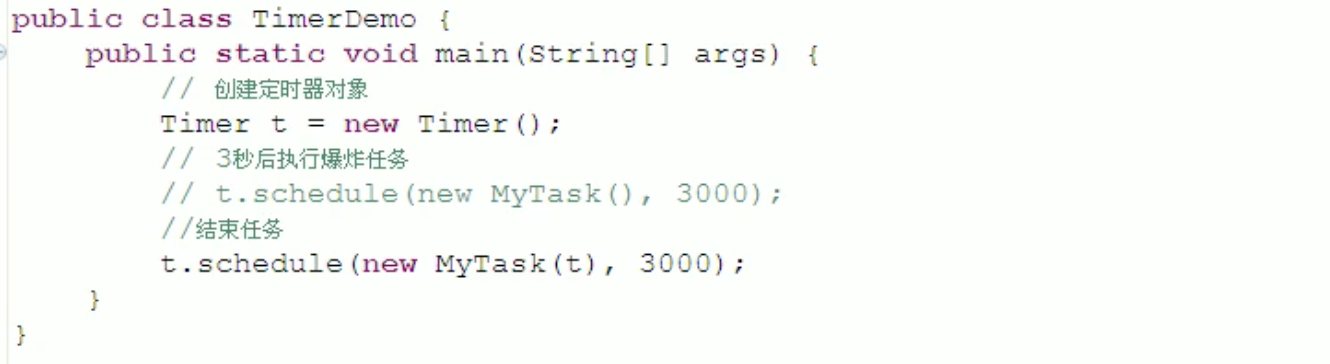 public class TimerDemo {
public static void main(String[] args) {
// 创建定时器对象
Timer t = new Timer();
// 3秒后执行爆炸任务
// t.schedule(new MyTask(), 3000);
//结束任务
t.schedule(new MyTask(t), 3000);
}
}